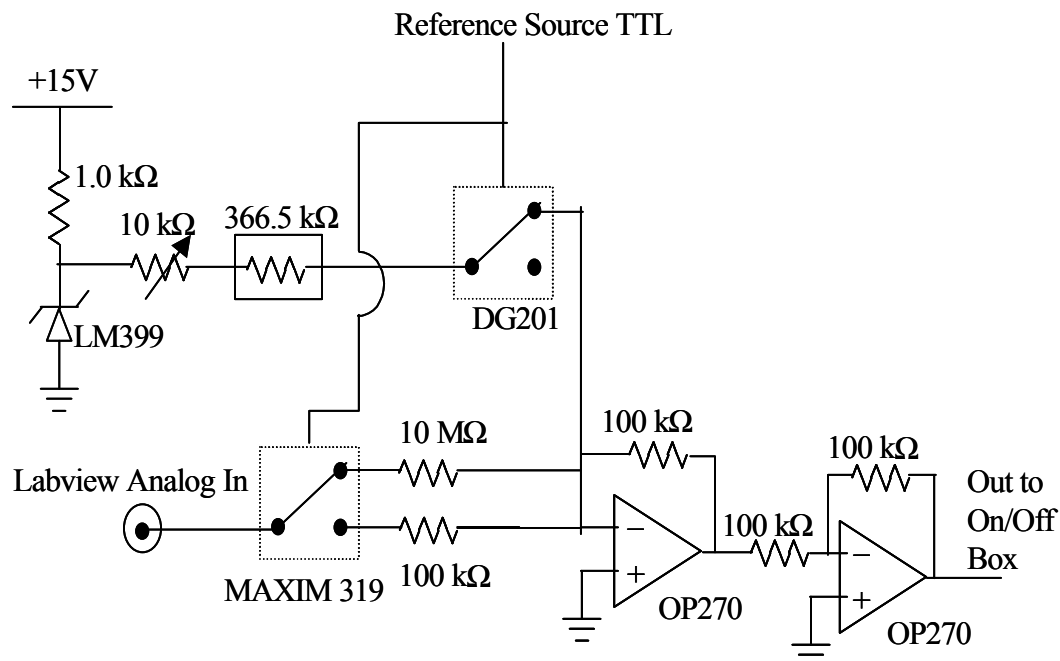 Reference Source TTL
+15V
1.0 kΩ
10 kΩ
366.5 kΩ
LM399
DG201
Labview Analog In
10 MΩ
100 kΩ
MAXIM 319
100 kΩ
−
+
OP270
100 kΩ
100 kΩ
−
+
OP270
Out to
On/Off
Box